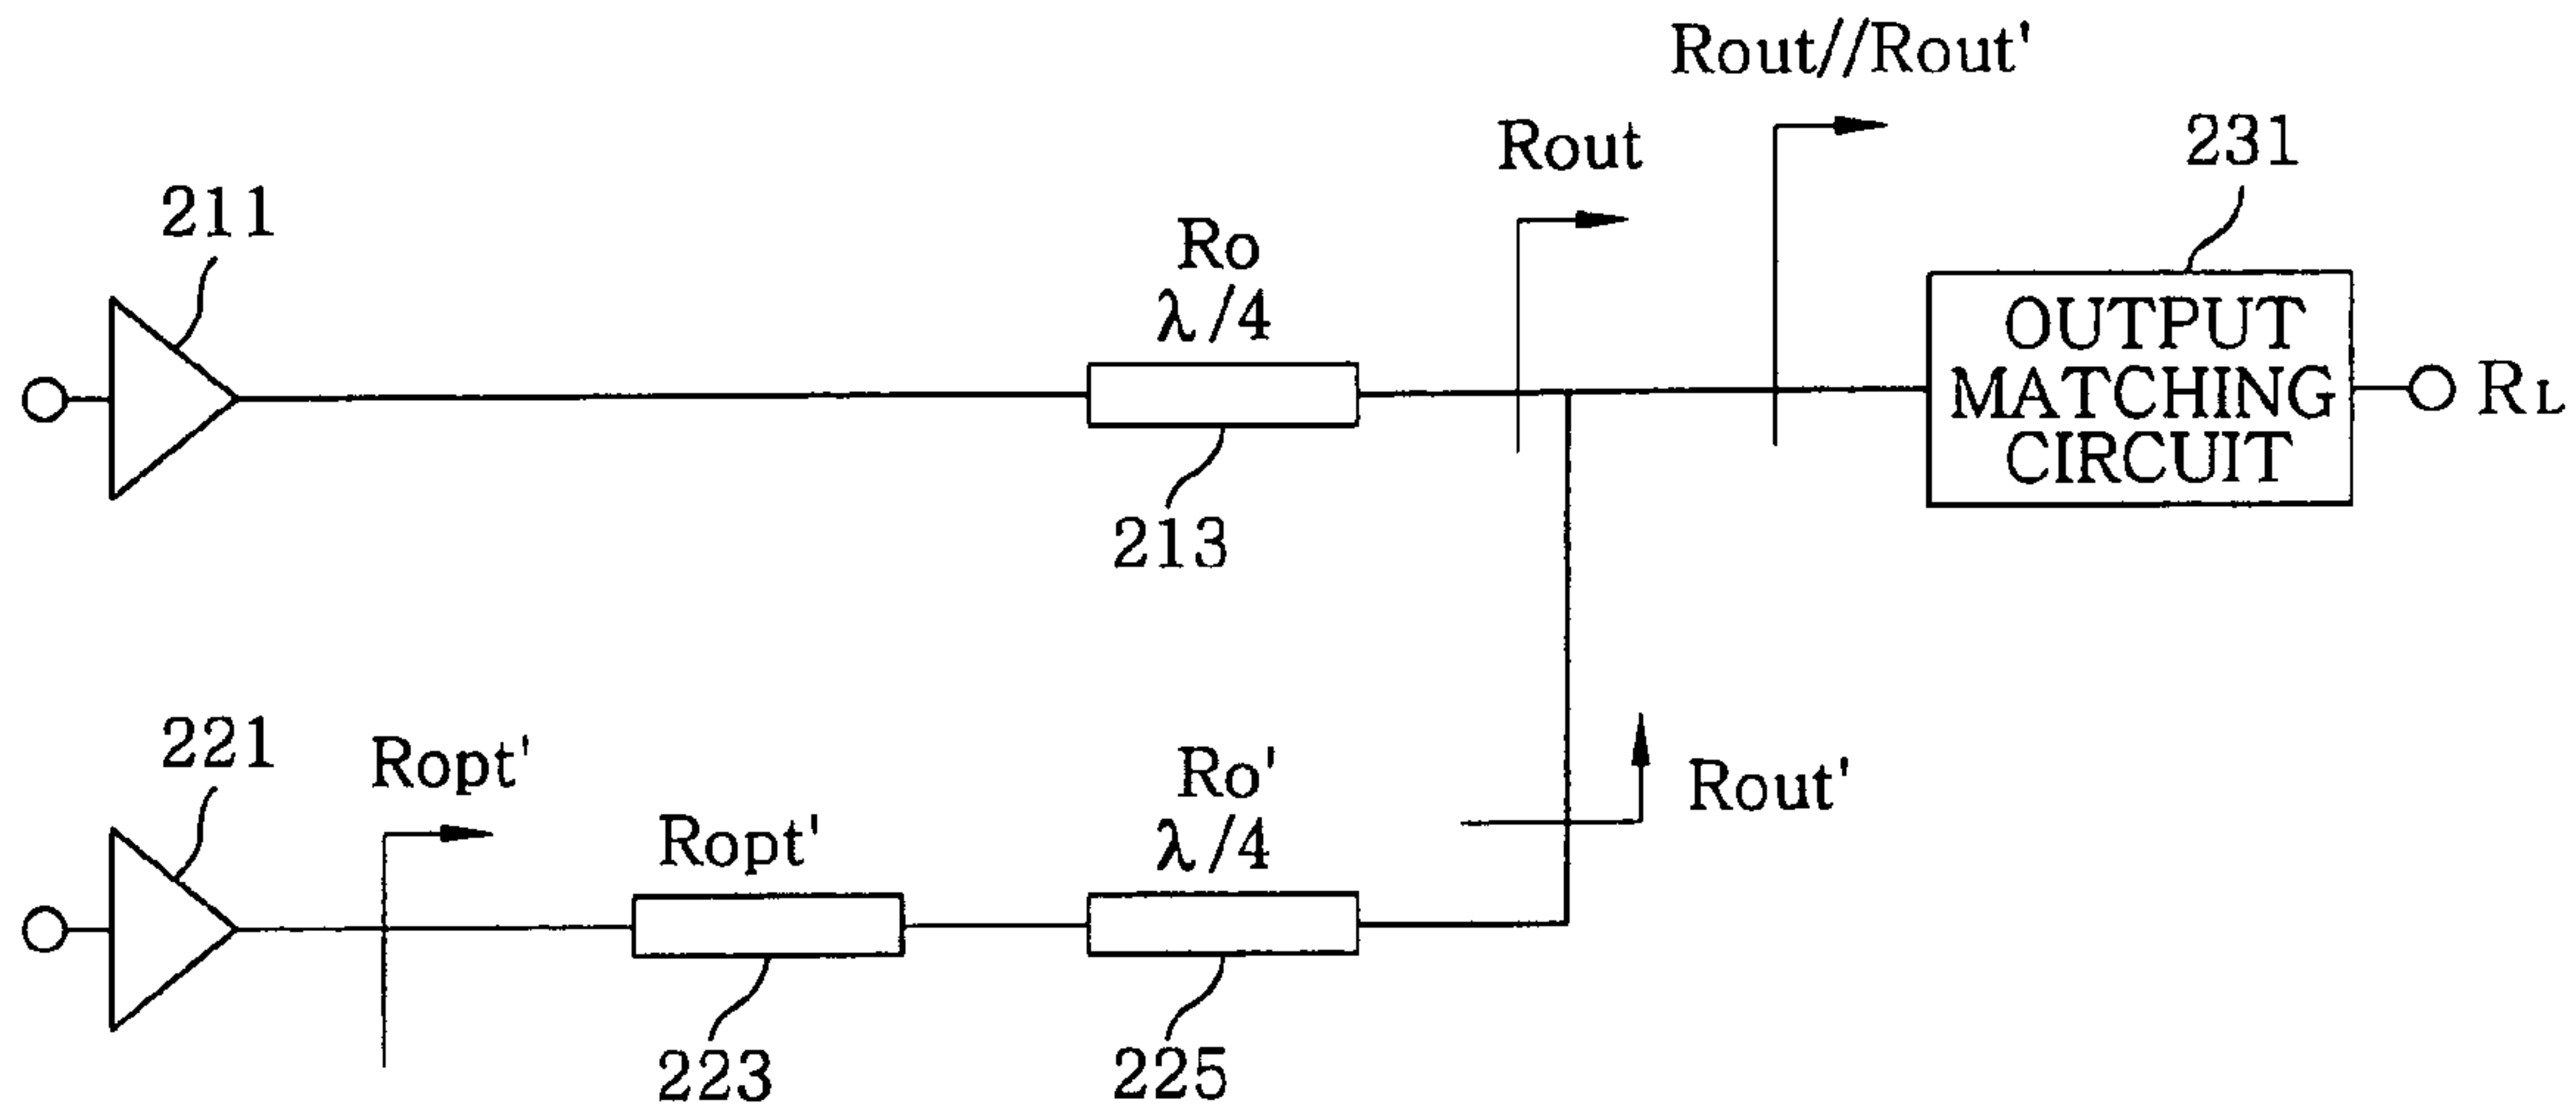 Rout//Rout'
Rout
231
211
Ro
λ/4
OUTPUT
MATCHING
CIRCUIT
RL
213
221
Ropt'
Ropt'
Ro'
λ/4
Rout'
223
225